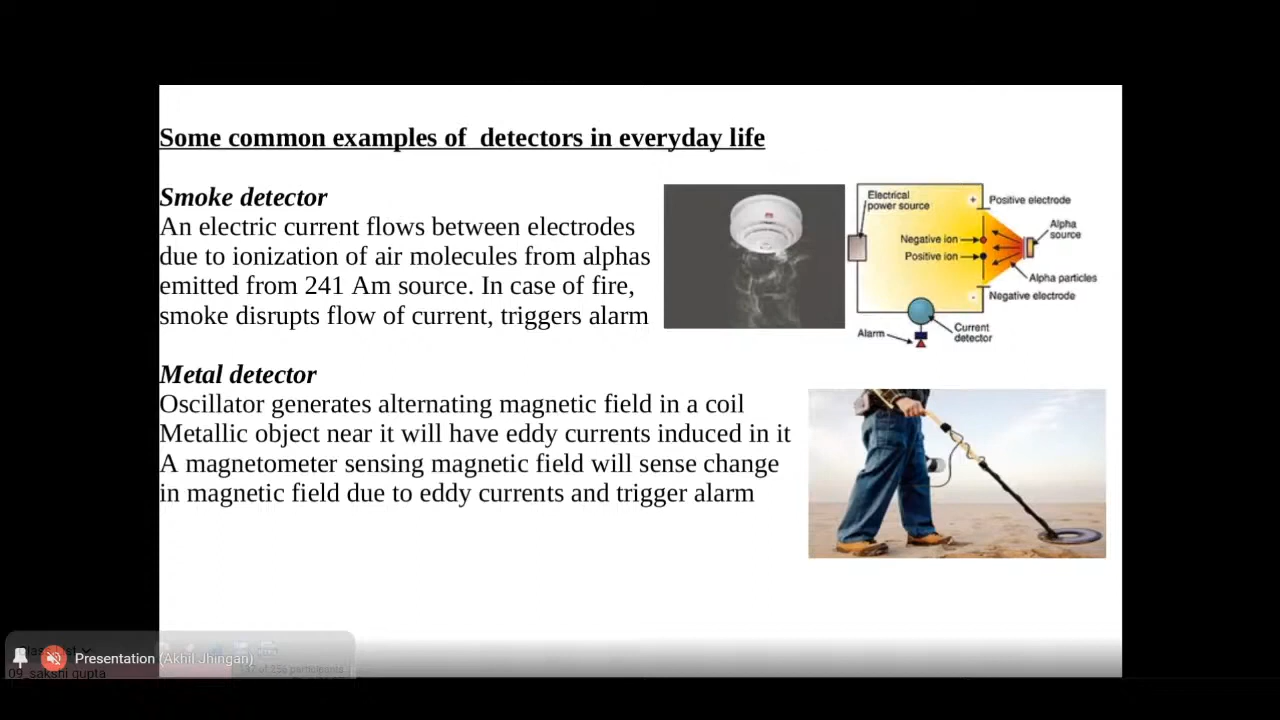 Some common examples of detectors in everyday life
Smoke detector
An electric current flows between electrodes
due to ionization of air molecules from alphas
emitted from 241 Am source. In case of fire,
smoke disrupts flow of current, triggers alarm
Electrical
power source
+
Positive electrode
Alpha
source
Negative ion
Positive ion
Alpha particles
-
Negative electrode
Current
detector
Alarm
Metal detector
Oscillator generates alternating magnetic field in a coil
Metallic object near it will have eddy currents induced in it
A magnetometer sensing magnetic field will sense change
in magnetic field due to eddy currents and trigger alarm
Presentation (Akhil Jhingan)
of 256 participants
09_sakshi gupta